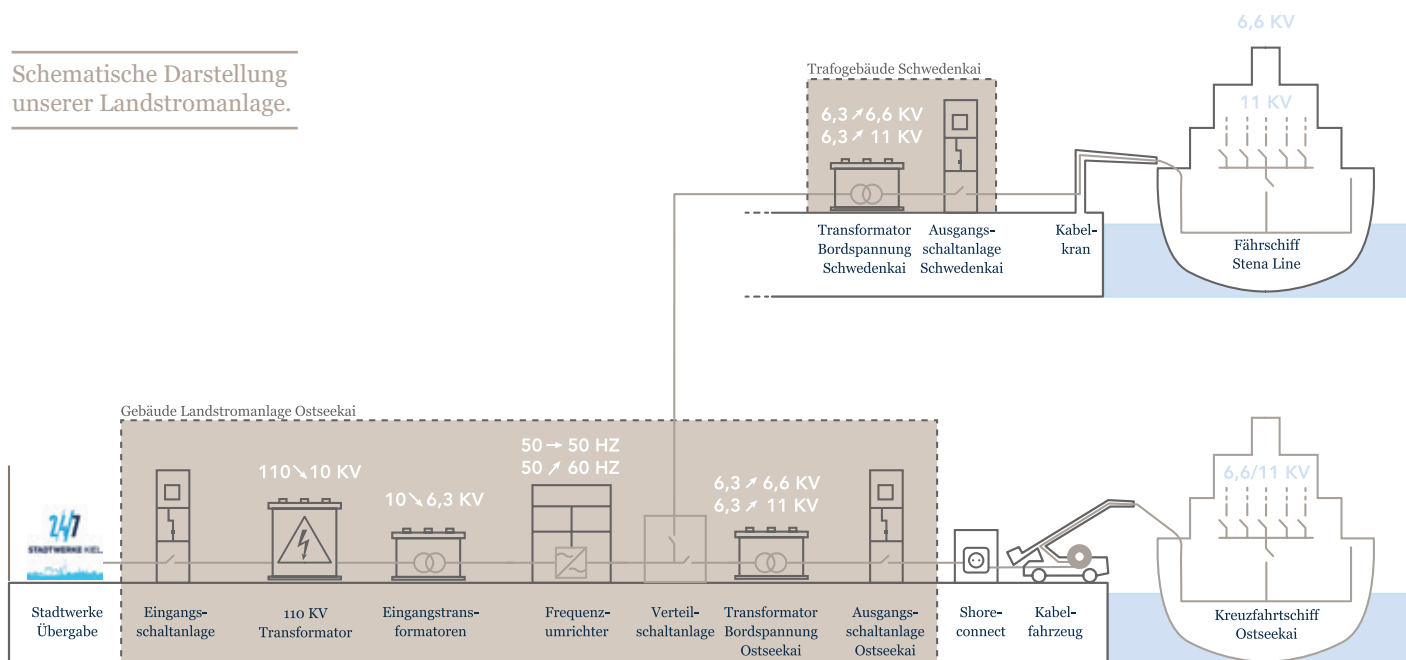 Schematische Darstellung
unserer Landstromanlage.
6,6 KV
11 KV
Trafogebäude Schwedenkai
6,3 ↗ 6,6 KV
6,3 ↗ 11 KV
Transformator
Bordspannung
Schwedenkai
Ausgangs-
schaltanlage
Schwedenkai
Kabel-
kran
Fährschiff
Stena Line
Gebäude Landstromanlage Ostseekai
110 ↘ 10 KV
10 ↘ 6,3 KV
50 → 50 HZ
50 ↗ 60 HZ
6,3 ↗ 6,6 KV
6,3 ↗ 11 KV
6,6/11 KV
24/7
STADTWERKE KIEL
Stadtwerke
Übergabe
Eingangs-
schaltanlage
110 KV
Transformator
Eingangstrans-
formatoren
Frequenz-
umrichter
Verteil-
schaltanlage
Transformator
Bordspannung
Ostseekai
Ausgangs-
schaltanlage
Ostseekai
Shore-
connect
Kabel-
fahrzeug
Kreuzfahrtschiff
Ostseekai